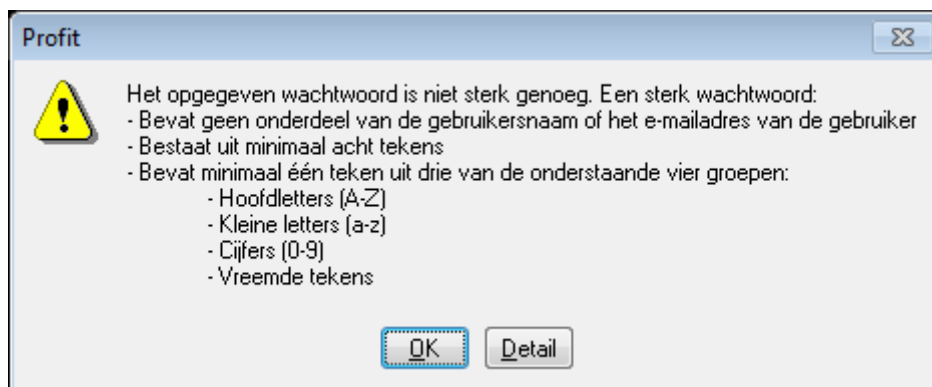 Profit
Het opgegeven wachtwoord is niet sterk genoeg. Een sterk wachtwoord:
- Bevat geen onderdeel van de gebruikersnaam of het e-mailadres van de gebruiker
- Bestaat uit minimaal acht tekens
- Bevat minimaal één teken uit drie van de onderstaande vier groepen:
- Hoofdletters (A-Z)
- Kleine letters (a-z)
- Cijfers (0-9)
- Vreemde tekens
OK Detail